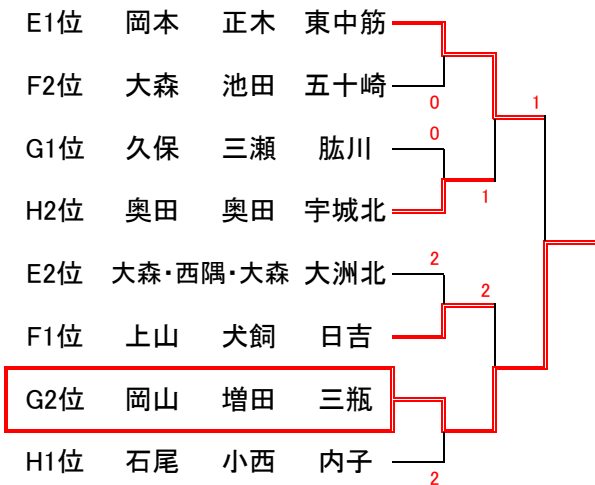 E1位 岡本 正木 東中筋
F2位 大森 池田 五十崎
0 1
G1位 久保 三瀬 肱川 0
H2位 奥田 奥田 宇城北 1
E2位 大森・西隅・大森 大洲北 2
2
F1位 上山 犬飼 日吉
G2位 岡山 増田 三瓶
H1位 石尾 小西 内子
2